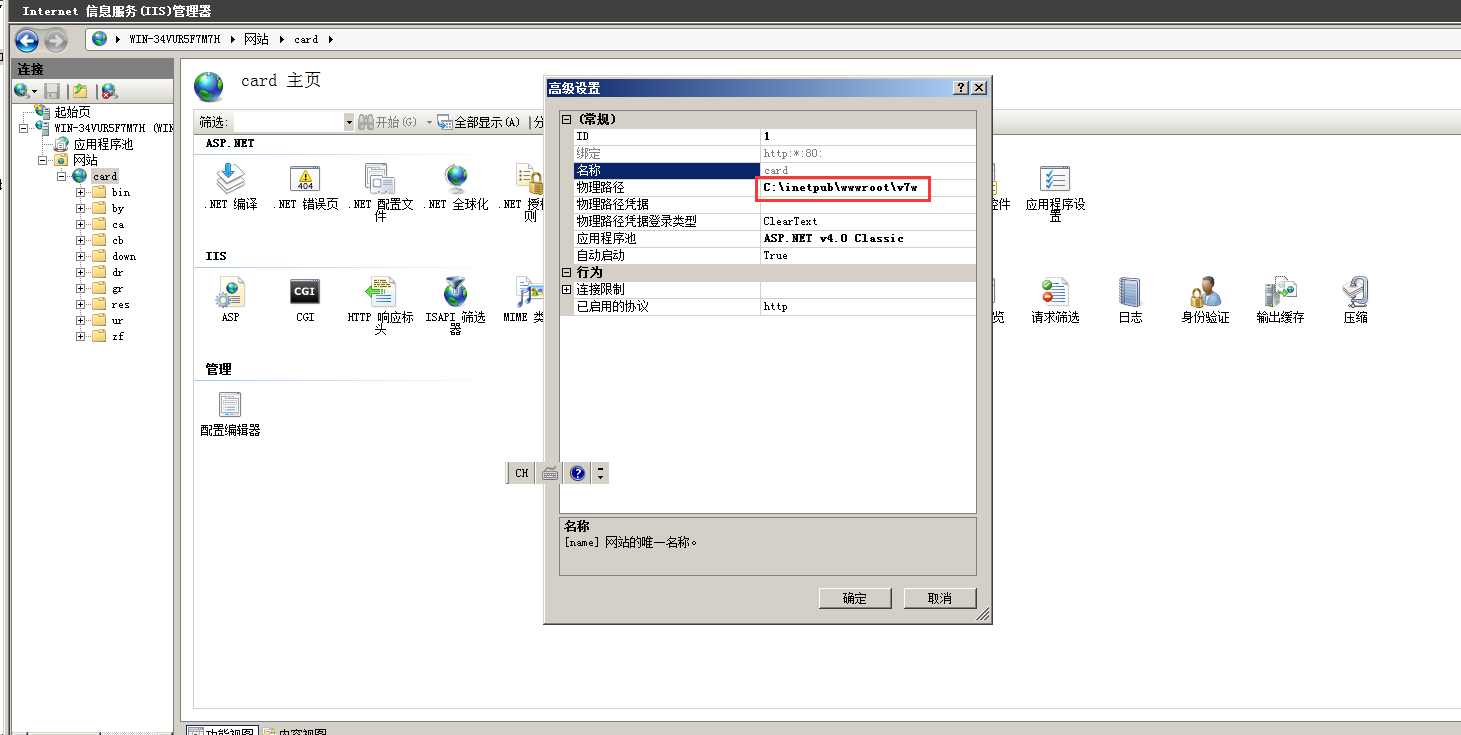 Internet 信息服务(IIS)管理器
WIN-34VUR5F7M7H
网站
card
连接
起始页
WIN-34VUR5F7M7H (WIN
应用程序池
网站
card
bin
by
ca
cb
down
dr
gr
res
ur
zf
card 主页
筛选:
开始(G)
全部显示(A)
分
ASP.NET
.NET 编译
.NET 错误页
.NET 配置文件
.NET 全球化
.NET 授权
则
控件
应用程序设置
IIS
ASP
CGI
HTTP 响应标头
ISAPI 筛选器
MIME 类
览
请求筛选
日志
身份验证
输出缓存
压缩
管理
配置编辑器
CH
高级设置
(常规)
ID 1
绑定 http:*:80:
名称 card
物理路径 C:\inetpub\wwwroot\v7w
物理路径凭据
物理路径凭据登录类型 ClearText
应用程序池 ASP.NET v4.0 Classic
自动启动 True
行为
连接限制
已启用的协议 http
名称
[name] 网站的唯一名称。
确定
取消
功能视图
内容视图